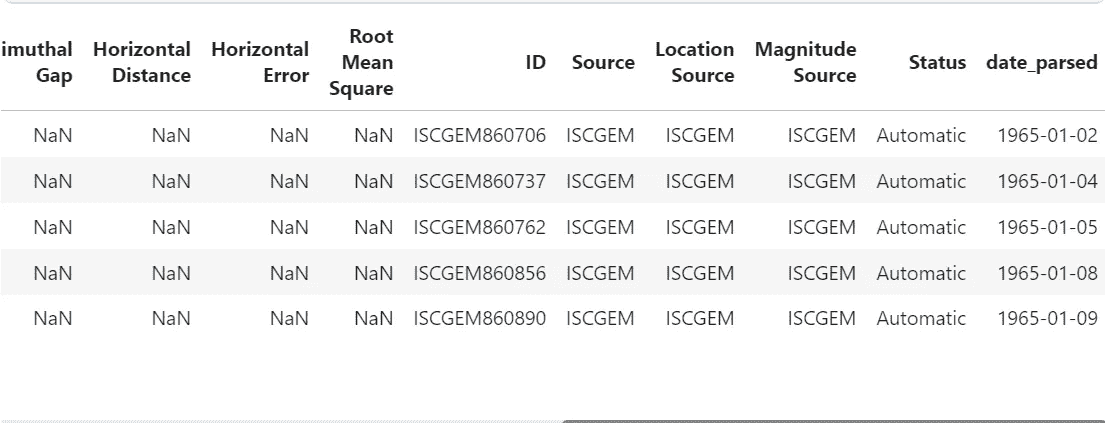 imuthal Gap Horizontal Distance Horizontal Error Root Mean Square ID Source Location Source Magnitude Source Status date_parsed
NaN NaN NaN NaN ISCGEM860706 ISCGEM ISCGEM ISCGEM Automatic 1965-01-02
NaN NaN NaN NaN ISCGEM860737 ISCGEM ISCGEM ISCGEM Automatic 1965-01-04
NaN NaN NaN NaN ISCGEM860762 ISCGEM ISCGEM ISCGEM Automatic 1965-01-05
NaN NaN NaN NaN ISCGEM860856 ISCGEM ISCGEM ISCGEM Automatic 1965-01-08
NaN NaN NaN NaN ISCGEM860890 ISCGEM ISCGEM ISCGEM Automatic 1965-01-09